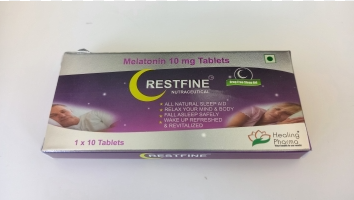 Melatonin 10 mg Tablets
RESTFINE
NUTRACEUTICAL
ALL NATURAL SLEEP AID
RELAX YOUR MIND & BODY
FALL ASLEEP SAFELY
WAKE UP REFRESHED
& REVITALIZED
1 x 10 Tablets
Healing
Pharma
RESTFINE